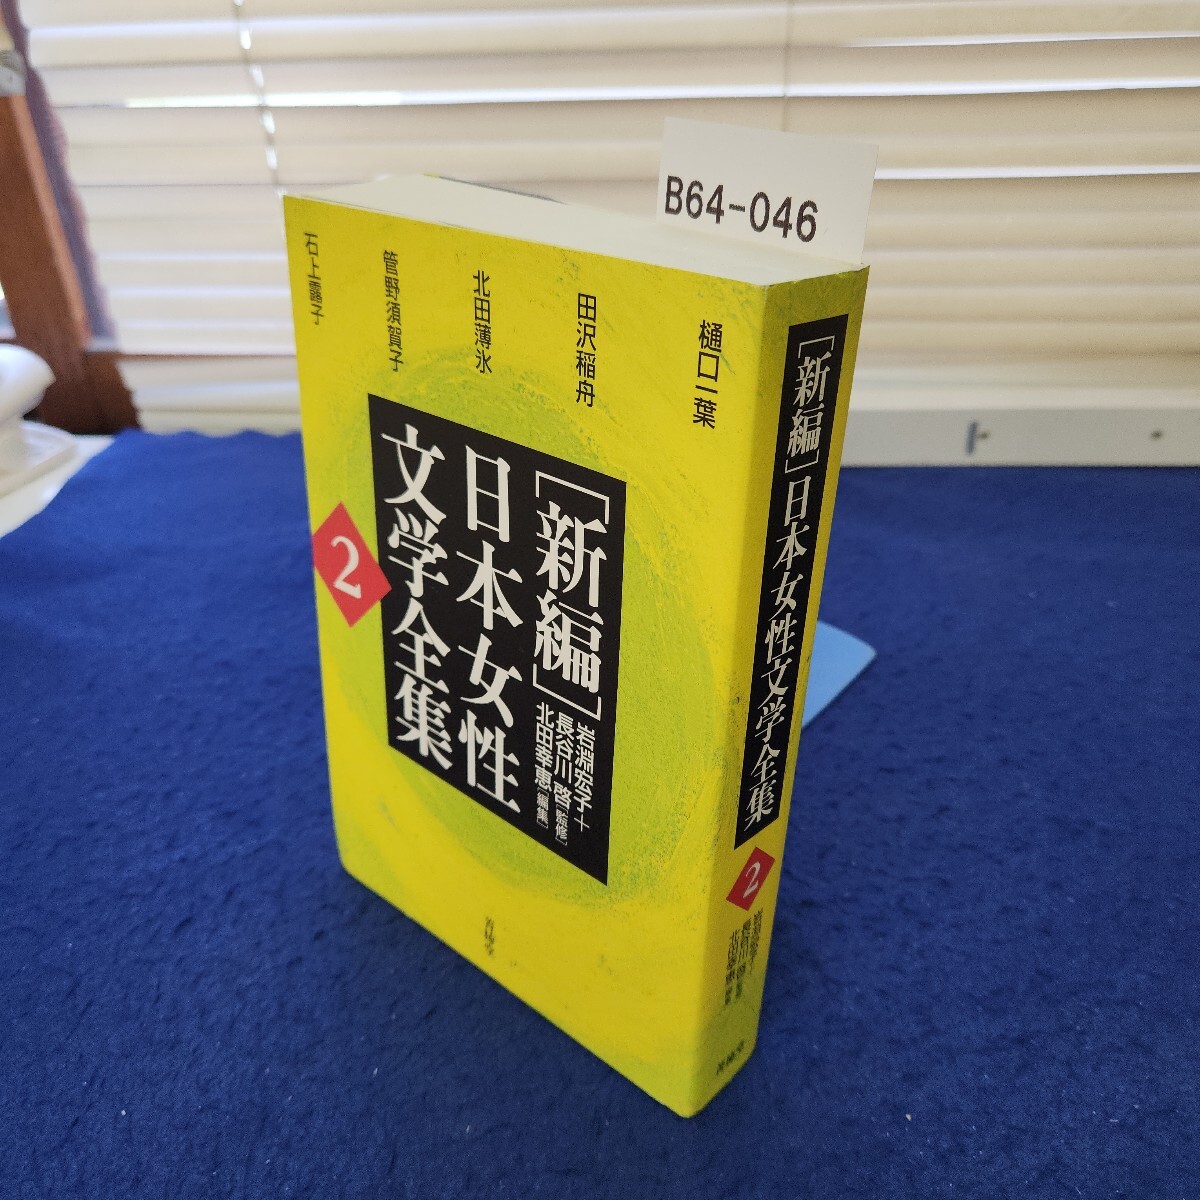 B64-046
樋口一葉
田沢稲舟
北田薄氷
管野須賀子
石上露子
［新編］
日本女性
文学全集
2
岩淵宏子＋
長谷川啓［監修］
北田幸恵［編集］
［新編］日本女性文学全集
2